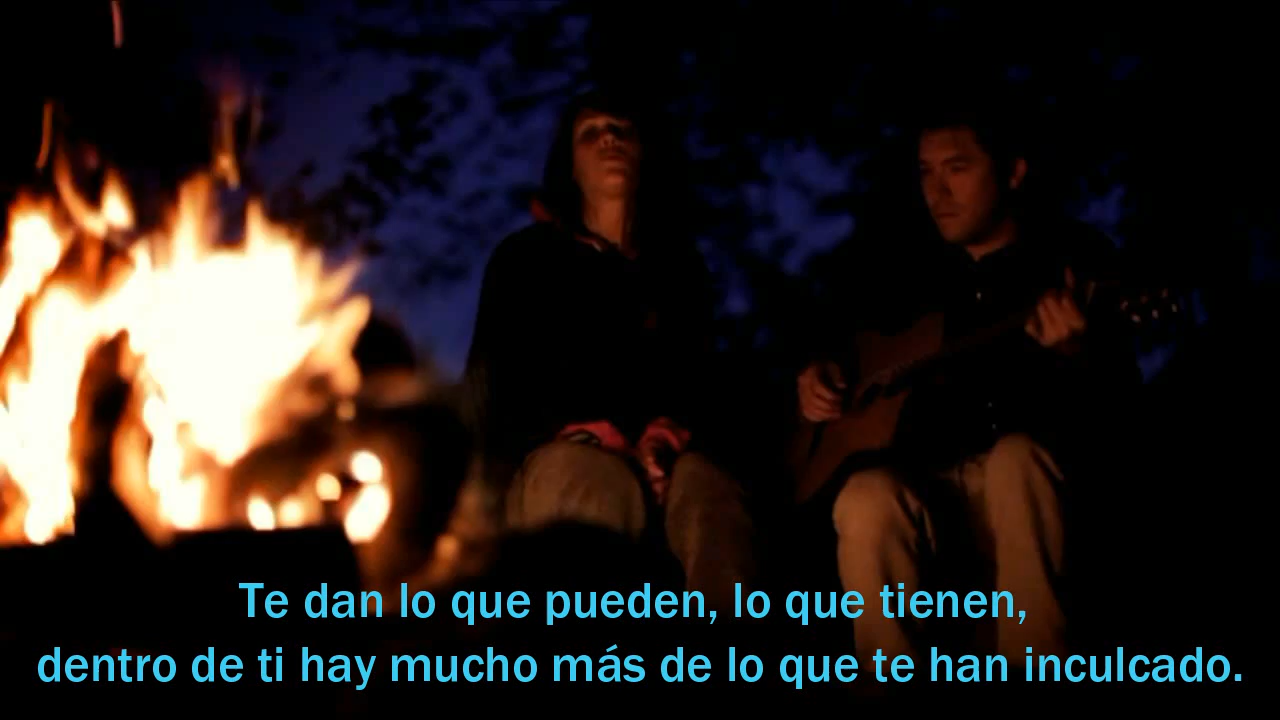 Te dan lo que pueden, lo que tienen,
dentro de ti hay mucho más de lo que te han inculcado.